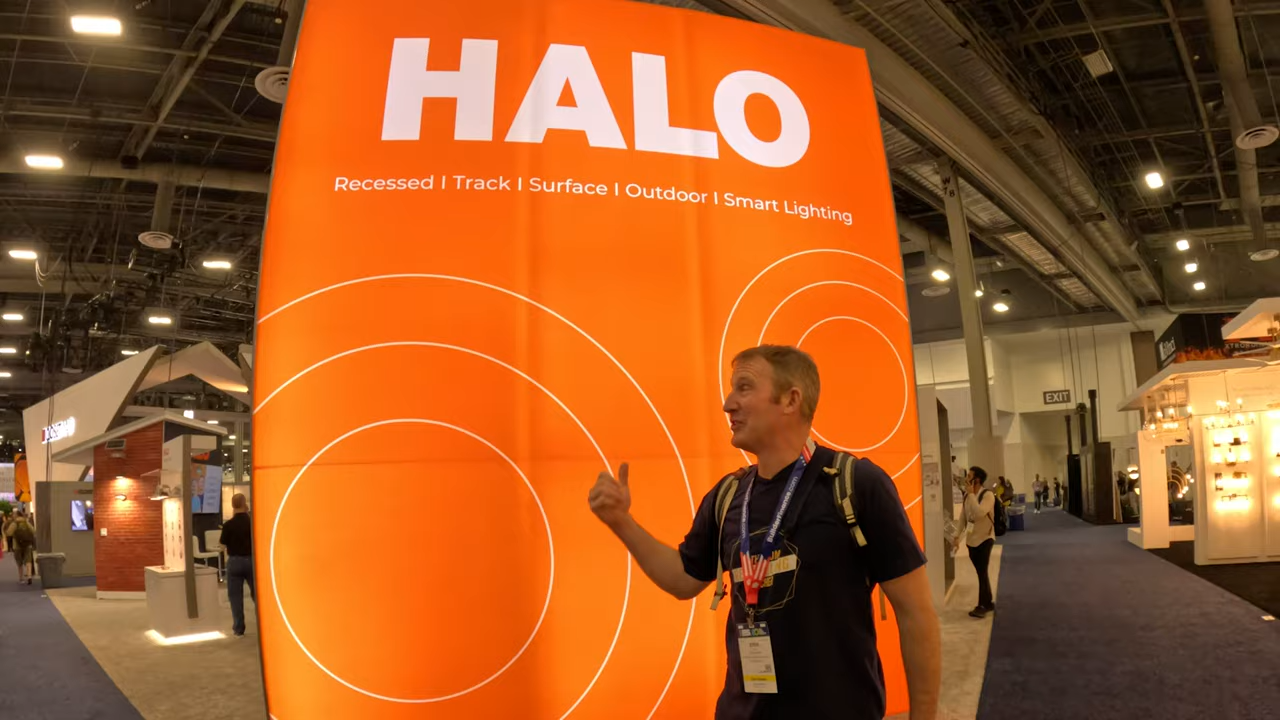 HALO
Recessed | Track | Surface | Outdoor | Smart Lighting
EXIT